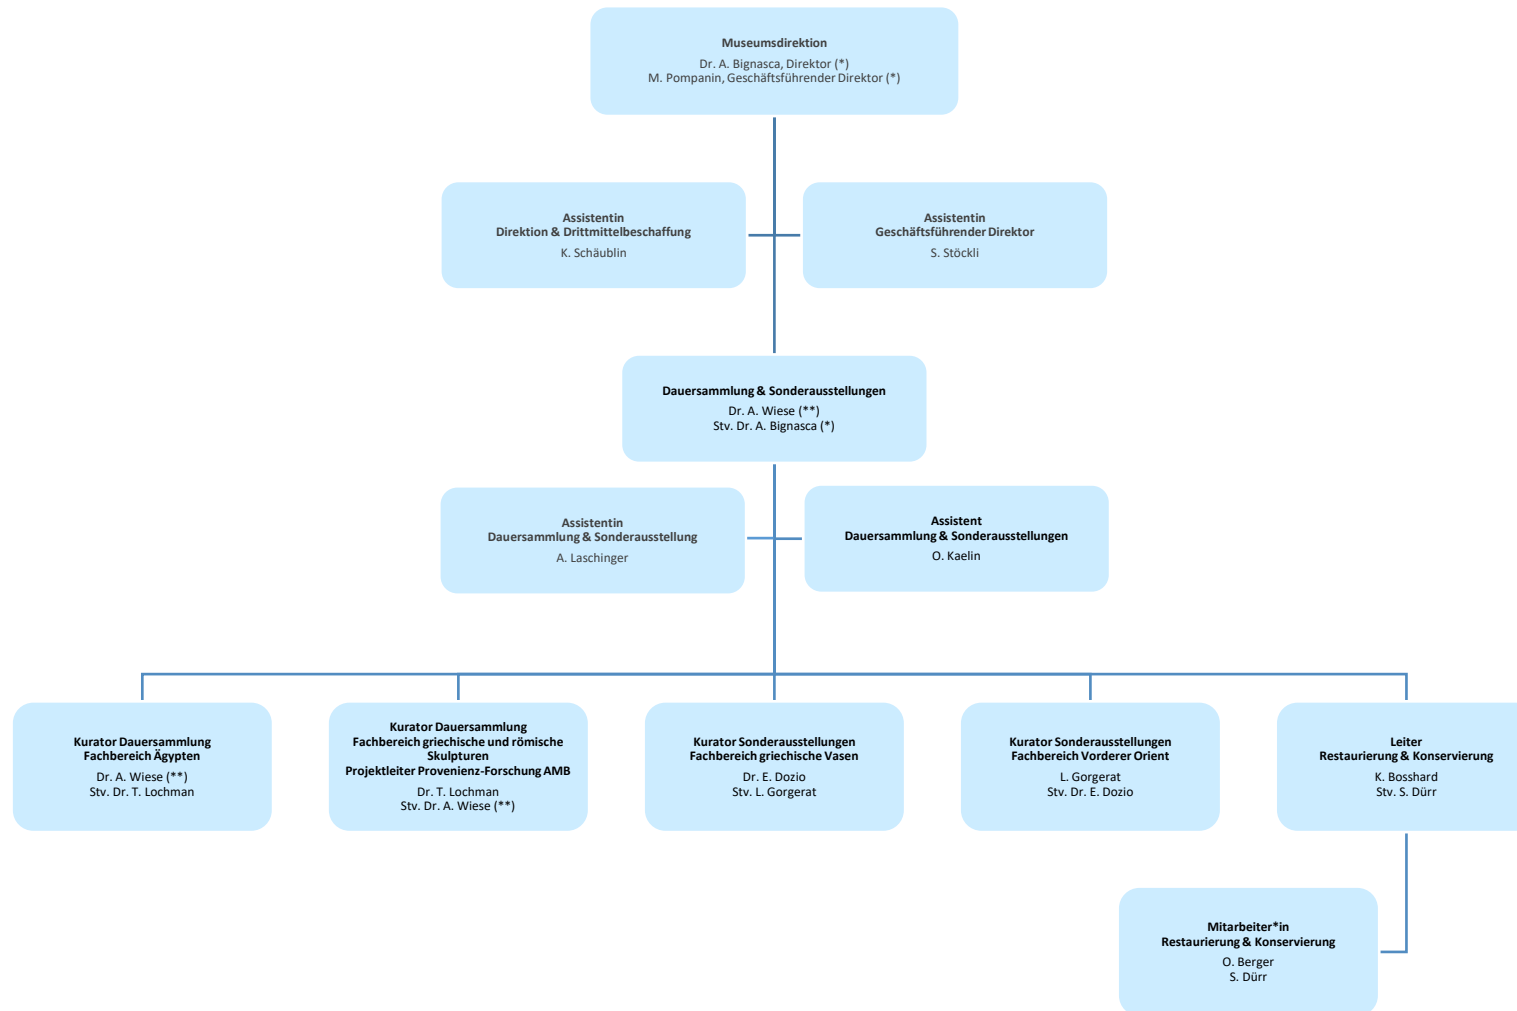 Museumsdirektion
Dr. A. Bignasca, Direktor (*)
M. Pompanin, Geschäftsführender Direktor (*)
Assistentin
Direktion & Drittmittelbeschaffung
K. Schäublin
Assistentin
Geschäftsführender Direktor
S. Stöckli
Dauersammlung & Sonderausstellungen
Dr. A. Wiese (**)
Stv. Dr. A. Bignasca (*)
Assistentin
Dauersammlung & Sonderausstellung
A. Laschinger
Assistent
Dauersammlung & Sonderausstellungen
O. Kaelin
Kurator Dauersammlung
Fachbereich Ägypten
Dr. A. Wiese (**)
Stv. Dr. T. Lochman
Kurator Dauersammlung
Fachbereich griechische und römische
Skulpturen
Projektleiter Provenienz-Forschung AMB
Dr. T. Lochman
Stv. Dr. A. Wiese (**)
Kurator Sonderausstellungen
Fachbereich griechische Vasen
Dr. E. Dozio
Stv. L. Gorgerat
Kurator Sonderausstellungen
Fachbereich Vorderer Orient
L. Gorgerat
Stv. Dr. E. Dozio
Leiter
Restaurierung & Konservierung
K. Bosshard
Stv. S. Dürr
Mitarbeiter*in
Restaurierung & Konservierung
O. Berger
S. Dürr